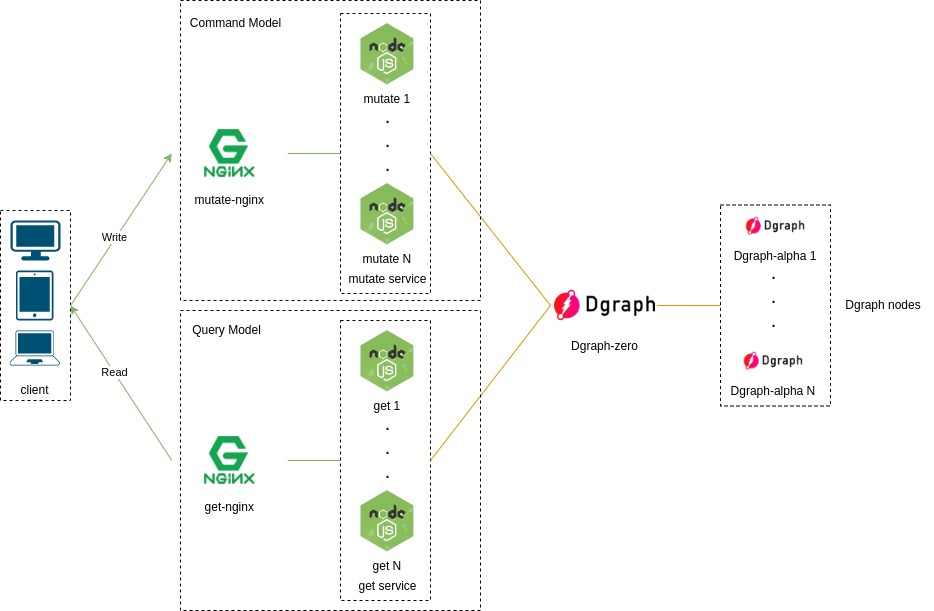 Command Model
node
JS
mutate 1
NGINX
mutate-nginx
node
JS
mutate N
mutate service
Write
client
Read
Query Model
node
JS
get 1
NGINX
get-nginx
node
JS
get N
get service
Dgraph
Dgraph-zero
Dgraph
Dgraph-alpha 1
Dgraph
Dgraph-alpha N
Dgraph nodes